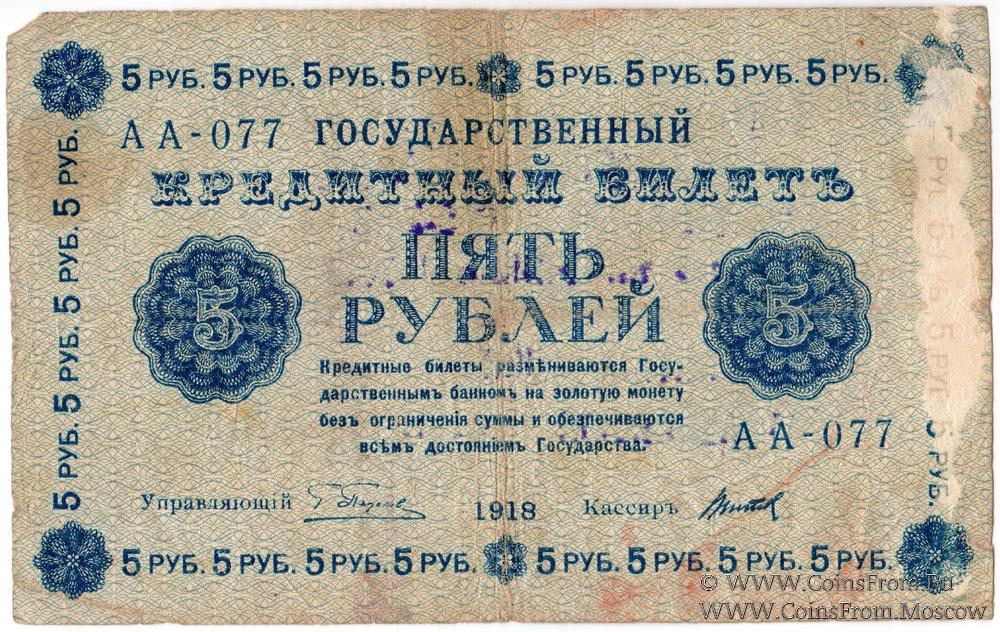 5 РУБ. 5 РУБ. 5 РУБ. 5 РУБ. 5 РУБ. 5 РУБ. 5 РУБ. 5 РУБ.
АА-077 ГОСУДАРСТВЕННЫЙ
КРЕДИТНЫЙ БИЛЕТЪ
ПЯТЬ
РУБЛЕЙ
5
5
Кредитные билеты размѣниваются Госу-
дарственнымъ банкомъ на золотую монету
безъ ограниченія суммы и обезпечиваются
всѣмъ достояніемъ Государства.
АА-077
Управляющій
1918
Кассиръ
5 РУБ. 5 РУБ. 5 РУБ. 5 РУБ. 5 РУБ. 5 РУБ. 5 РУБ. 5 РУБ.
5 РУБ. 5 РУБ. 5 РУБ. 5 РУБ. 5 РУБ.
5 РУБ.
© WWW.CoinsFrom.Ru
WWW.CoinsFrom.Moscow